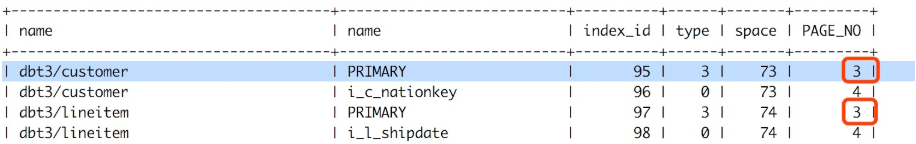 +-----------------------------------+------------------------+----------+------+-------+---------+
| name | name | index_id | type | space | PAGE_NO |
+-----------------------------------+------------------------+----------+------+-------+---------+
| dbt3/customer | PRIMARY | 95 | 3 | 73 | 3 |
| dbt3/customer | i_c_nationkey | 96 | 0 | 73 | 4 |
| dbt3/lineitem | PRIMARY | 97 | 3 | 74 | 3 |
| dbt3/lineitem | i_l_shipdate | 98 | 0 | 74 | 4 |